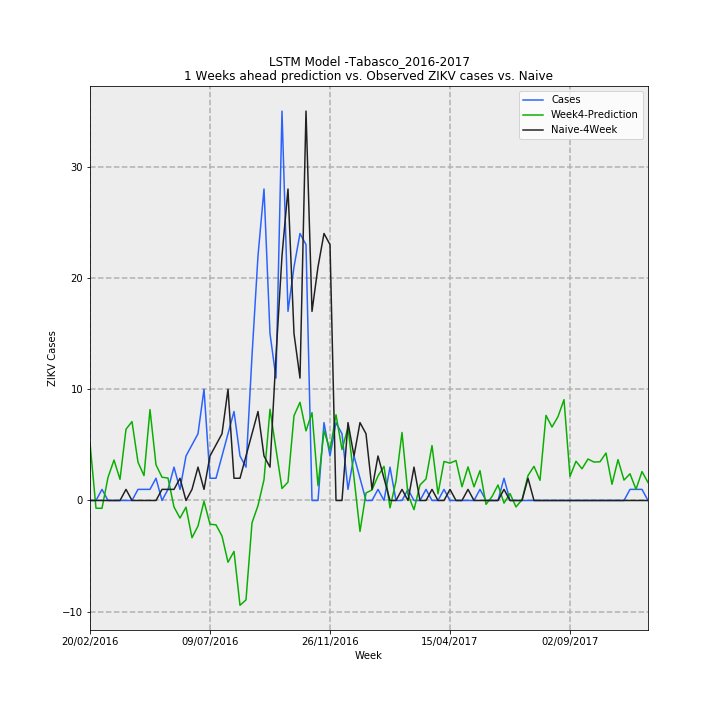 LSTM Model -Tabasco_2016-2017
1 Weeks ahead prediction vs. Observed ZIKV cases vs. Naive
Cases
Week4-Prediction
Naive-4Week
30
20
10
0
−10
ZIKV Cases
20/02/2016
09/07/2016
26/11/2016
15/04/2017
02/09/2017
Week